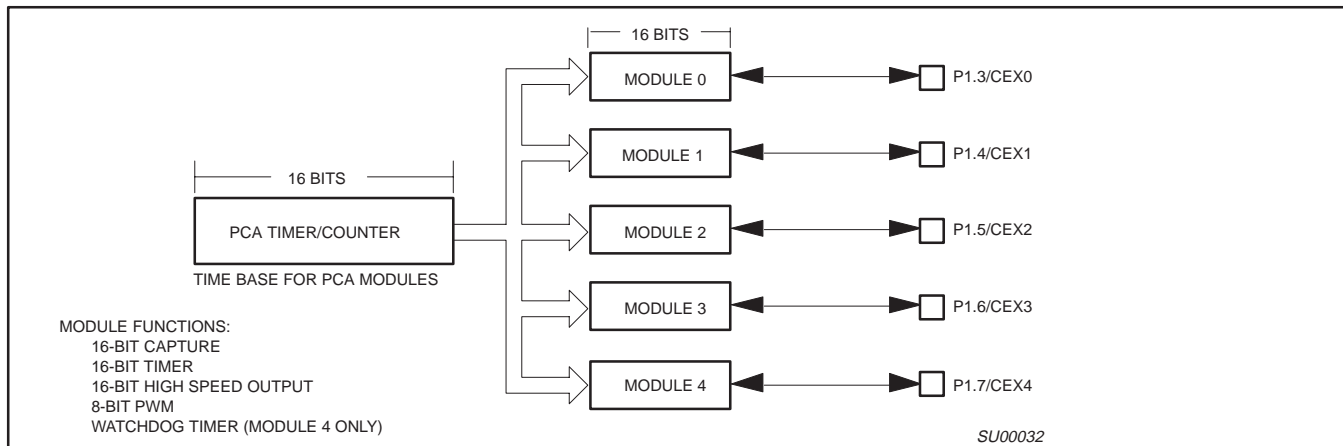 16 BITS
16 BITS
MODULE 0
P1.3/CEX0
MODULE 1
P1.4/CEX1
PCA TIMER/COUNTER
TIME BASE FOR PCA MODULES
MODULE 2
P1.5/CEX2
MODULE 3
P1.6/CEX3
MODULE 4
P1.7/CEX4
MODULE FUNCTIONS:
16-BIT CAPTURE
16-BIT TIMER
16-BIT HIGH SPEED OUTPUT
8-BIT PWM
WATCHDOG TIMER (MODULE 4 ONLY)
SU00032